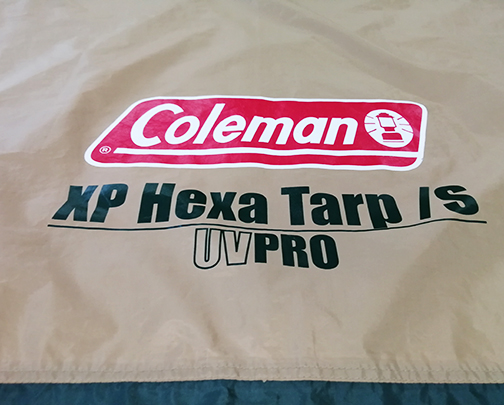 Coleman
®
XP Hexa Tarp /S
UVPRO